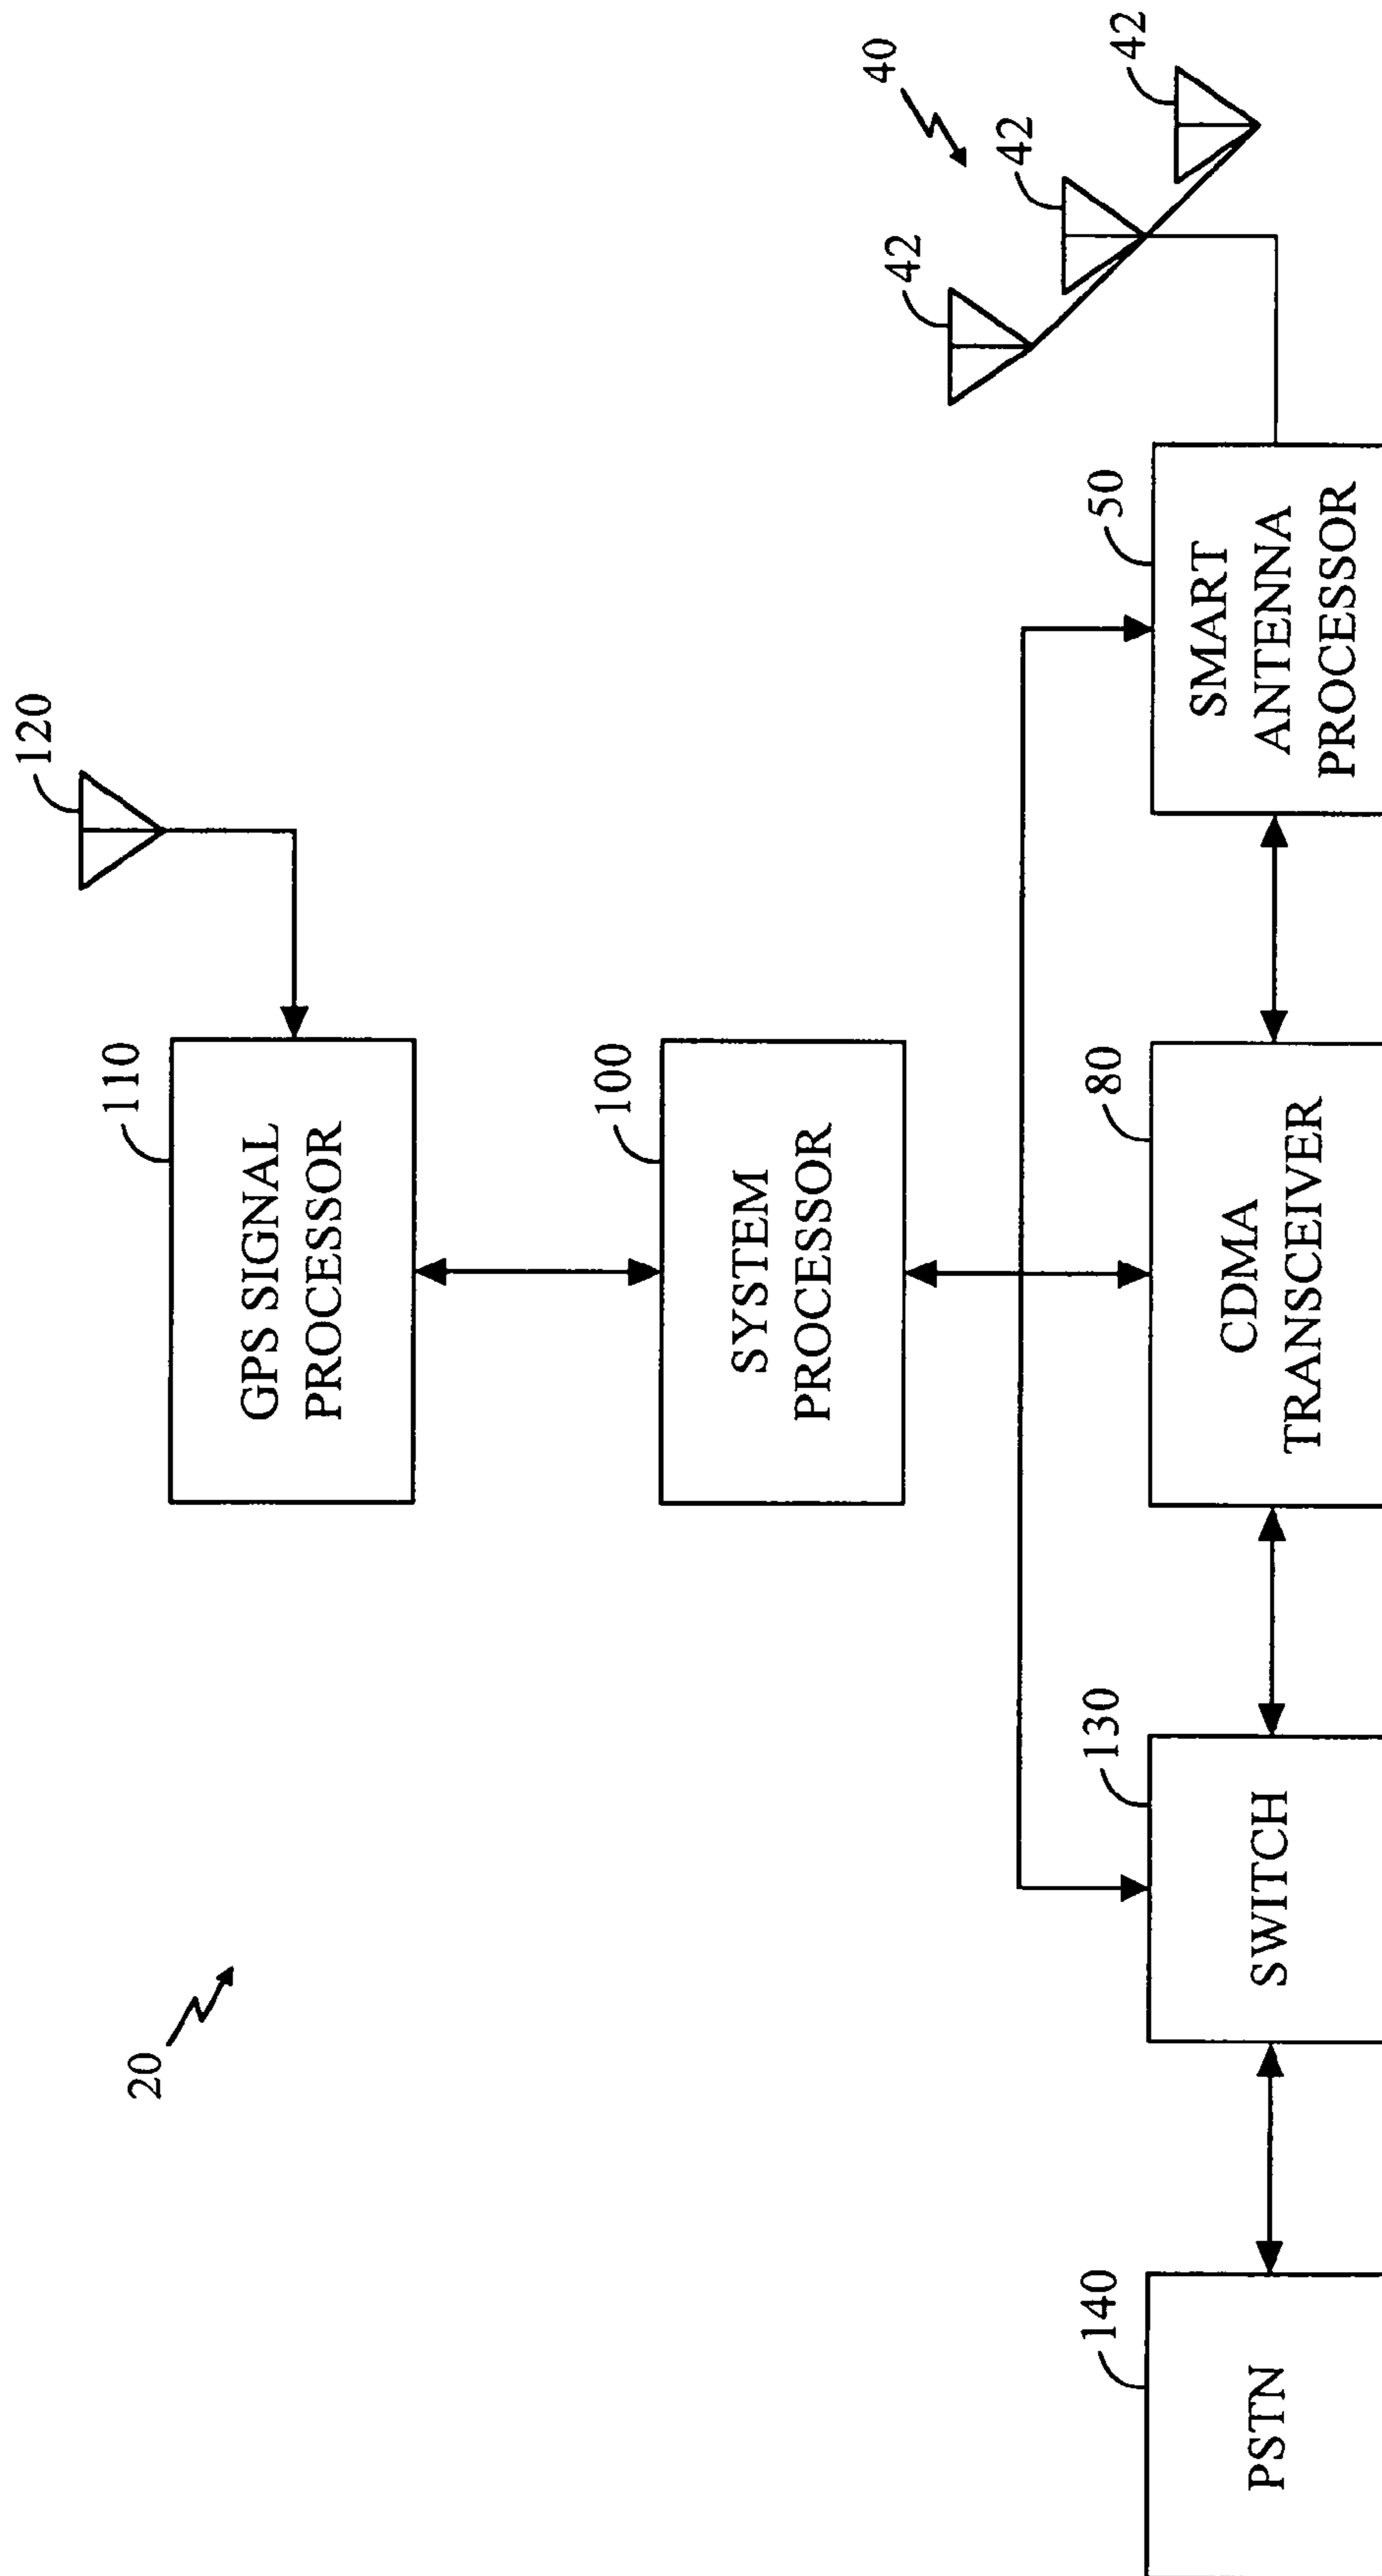 20
120
110
GPS SIGNAL
PROCESSOR
100
SYSTEM
PROCESSOR
40
42
42
42
140
PSTN
130
SWITCH
80
CDMA
TRANSCEIVER
50
SMART
ANTENNA
PROCESSOR